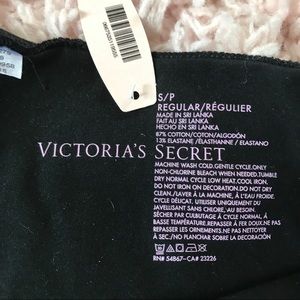 S/P
REGULAR/RÉGULIER
MADE IN SRI LANKA
FAIT AU SRI LANKA
HECHO EN SRI LANKA
87% COTTON/COTON/ALGODÓN
13% ELASTANE/ÉLASTHANNE/ELASTANO
VICTORIA'S SECRET
MACHINE WASH COLD.GENTLE CYCLE.ONLY
NON-CHLORINE BLEACH WHEN NEEDED.TUMBLE
DRY NORMAL CYCLE LOW HEAT.COOL IRON.
DO NOT IRON ON DECORATION.DO NOT DRY
CLEAN./LAVER À LA MACHINE, À L'EAU FROIDE,
CYCLE DÉLICAT. UTILISER UNIQUEMENT DU
JAVELLISANT SANS CHLORE, AU BESOIN.
SÉCHER PAR CULBUTAGE À CYCLE NORMAL, À
BASSE TEMPÉRATURE. REPASSER À BASSE TEMPÉRATURE.
REPASSER LES ORNEMENTS. NE PAS NETTOYER
À SEC./NO PLANCHAR SOBRE LA DECORACIÓN
RN# 54867-CA# 23226